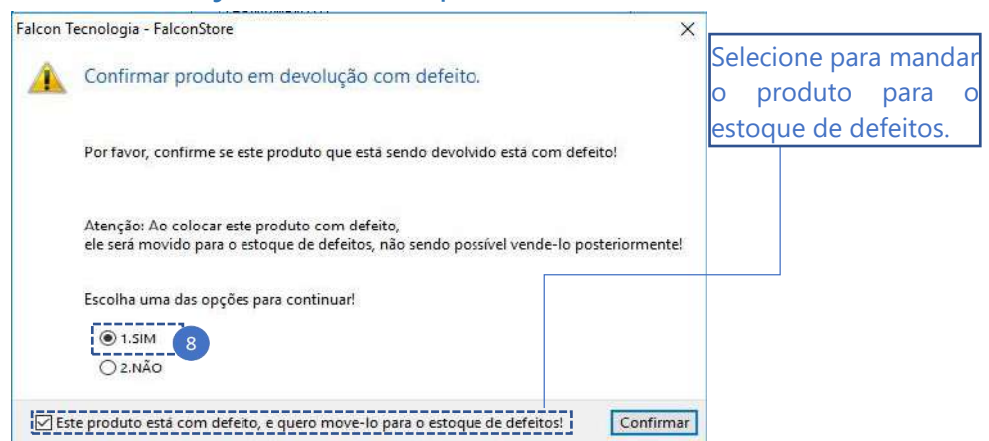 Falcon Tecnologia - FalconStore
Confirmar produto em devolução com defeito.
Por favor, confirme se este produto que está sendo devolvido está com defeito!
Atenção: Ao colocar este produto com defeito,
ele será movido para o estoque de defeitos, não sendo possível vende-lo posteriormente!
Escolha uma das opções para continuar!
1.SIM
8
2.NÃO
Este produto está com defeito, e quero move-lo para o estoque de defeitos!
Confirmar
Selecione para mandar
o produto para o
estoque de defeitos.